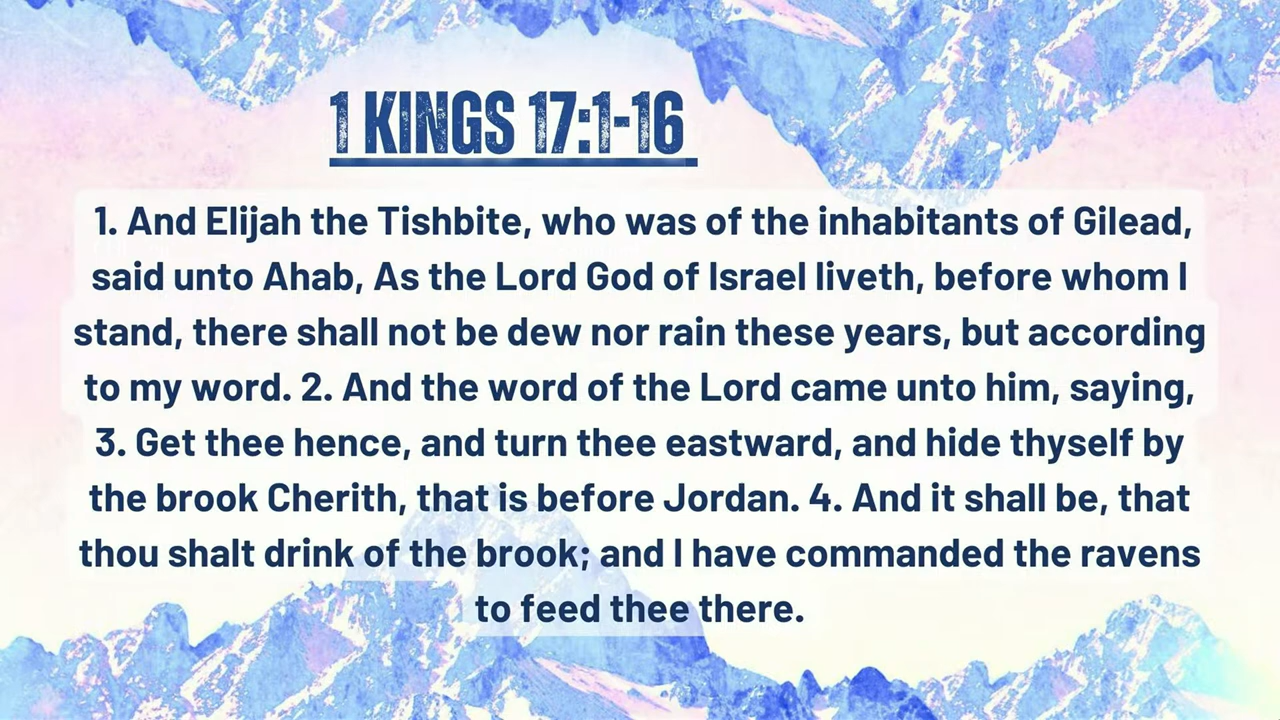 1 KINGS 17:1-16
1. And Elijah the Tishbite, who was of the inhabitants of Gilead,
said unto Ahab, As the Lord God of Israel liveth, before whom I
stand, there shall not be dew nor rain these years, but according
to my word. 2. And the word of the Lord came unto him, saying,
3. Get thee hence, and turn thee eastward, and hide thyself by
the brook Cherith, that is before Jordan. 4. And it shall be, that
thou shalt drink of the brook; and I have commanded the ravens
to feed thee there.